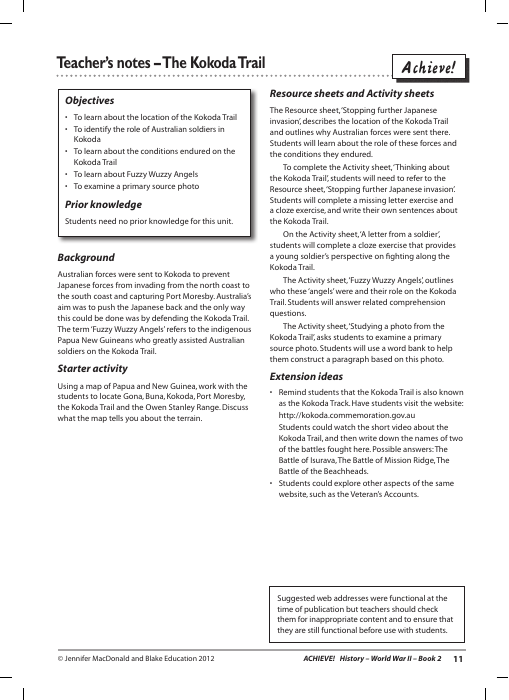 Teacher's notes – The Kokoda Trail
Achieve!
Objectives
• To learn about the location of the Kokoda Trail
• To identify the role of Australian soldiers in
Kokoda
• To learn about the conditions endured on the
Kokoda Trail
• To learn about Fuzzy Wuzzy Angels
• To examine a primary source photo
Prior knowledge
Students need no prior knowledge for this unit.
Background
Australian forces were sent to Kokoda to prevent
Japanese forces from invading from the north coast to
the south coast and capturing Port Moresby. Australia's
aim was to push the Japanese back and the only way
this could be done was by defending the Kokoda Trail.
The term 'Fuzzy Wuzzy Angels' refers to the indigenous
Papua New Guineans who greatly assisted Australian
soldiers on the Kokoda Trail.
Starter activity
Using a map of Papua and New Guinea, work with the
students to locate Gona, Buna, Kokoda, Port Moresby,
the Kokoda Trail and the Owen Stanley Range. Discuss
what the map tells you about the terrain.
Resource sheets and Activity sheets
The Resource sheet, 'Stopping further Japanese
invasion', describes the location of the Kokoda Trail
and outlines why Australian forces were sent there.
Students will learn about the role of these forces and
the conditions they endured.
To complete the Activity sheet, 'Thinking about
the Kokoda Trail', students will need to refer to the
Resource sheet, 'Stopping further Japanese invasion'.
Students will complete a missing letter exercise and
a cloze exercise, and write their own sentences about
the Kokoda Trail.
On the Activity sheet, 'A letter from a soldier',
students will complete a cloze exercise that provides
a young soldier's perspective on fighting along the
Kokoda Trail.
The Activity sheet, 'Fuzzy Wuzzy Angels', outlines
who these 'angels' were and their role on the Kokoda
Trail. Students will answer related comprehension
questions.
The Activity sheet, 'Studying a photo from the
Kokoda Trail', asks students to examine a primary
source photo. Students will use a word bank to help
them construct a paragraph based on this photo.
Extension ideas
• Remind students that the Kokoda Trail is also known
as the Kokoda Track. Have students visit the website:
http://kokoda.commemoration.gov.au
Students could watch the short video about the
Kokoda Trail, and then write down the names of two
of the battles fought here. Possible answers: The
Battle of Isurava, The Battle of Mission Ridge, The
Battle of the Beachheads.
• Students could explore other aspects of the same
website, such as the Veteran's Accounts.
Suggested web addresses were functional at the
time of publication but teachers should check
them for inappropriate content and to ensure that
they are still functional before use with students.
© Jennifer MacDonald and Blake Education 2012
ACHIEVE! History – World War II – Book 2 11